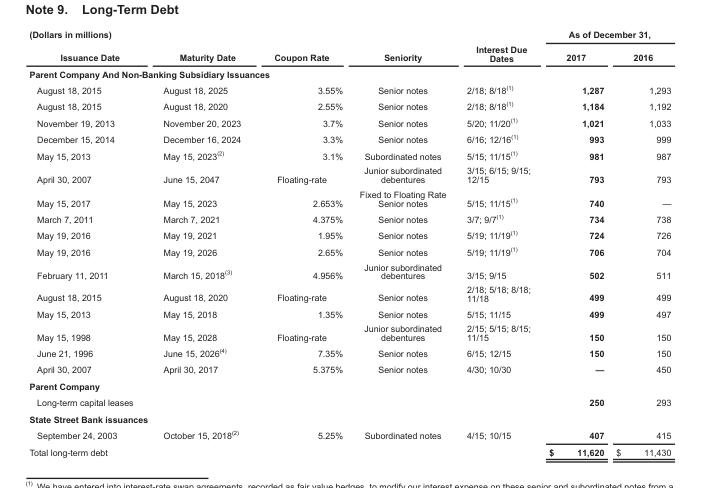 Note 9. Long-Term Debt
(Dollars in millions) As of December 31,
Issuance Date Maturity Date Coupon Rate Seniority Interest Due Dates 2017 2016
Parent Company And Non-Banking Subsidiary Issuances
August 18, 2015 August 18, 2025 3.55% Senior notes 2/18; 8/18(1) 1,287 1,293
August 18, 2015 August 18, 2020 2.55% Senior notes 2/18; 8/18(1) 1,184 1,192
November 19, 2013 November 20, 2023 3.7% Senior notes 5/20; 11/20(1) 1,021 1,033
December 15, 2014 December 16, 2024 3.3% Senior notes 6/16; 12/16(1) 993 999
May 15, 2013 May 15, 2023(2) 3.1% Subordinated notes 5/15; 11/15(1) 981 987
April 30, 2007 June 15, 2047 Floating-rate Junior subordinated debentures 3/15; 6/15; 9/15; 12/15 793 793
May 15, 2017 May 15, 2023 2.653% Fixed to Floating Rate Senior notes 5/15; 11/15(1) 740 —
March 7, 2011 March 7, 2021 4.375% Senior notes 3/7; 9/7(1) 734 738
May 19, 2016 May 19, 2021 1.95% Senior notes 5/19; 11/19(1) 724 726
May 19, 2016 May 19, 2026 2.65% Senior notes 5/19; 11/19(1) 706 704
February 11, 2011 March 15, 2018(3) 4.956% Junior subordinated debentures 3/15; 9/15 502 511
August 18, 2015 August 18, 2020 Floating-rate Senior notes 2/18; 5/18; 8/18; 11/18 499 499
May 15, 2013 May 15, 2018 1.35% Senior notes 5/15; 11/15 499 497
May 15, 1998 May 15, 2028 Floating-rate Junior subordinated debentures 2/15; 5/15; 8/15; 11/15 150 150
June 21, 1996 June 15, 2026(4) 7.35% Senior notes 6/15; 12/15 150 150
April 30, 2007 April 30, 2017 5.375% Senior notes 4/30; 10/30 — 450
Parent Company
Long-term capital leases 250 293
State Street Bank issuances
September 24, 2003 October 15, 2018(2) 5.25% Subordinated notes 4/15; 10/15 407 415
Total long-term debt $ 11,620 $ 11,430
(1) We have entered into interest-rate swap agreements, recorded as fair value hedges, to modify our interest expense on these senior and subordinated notes from a